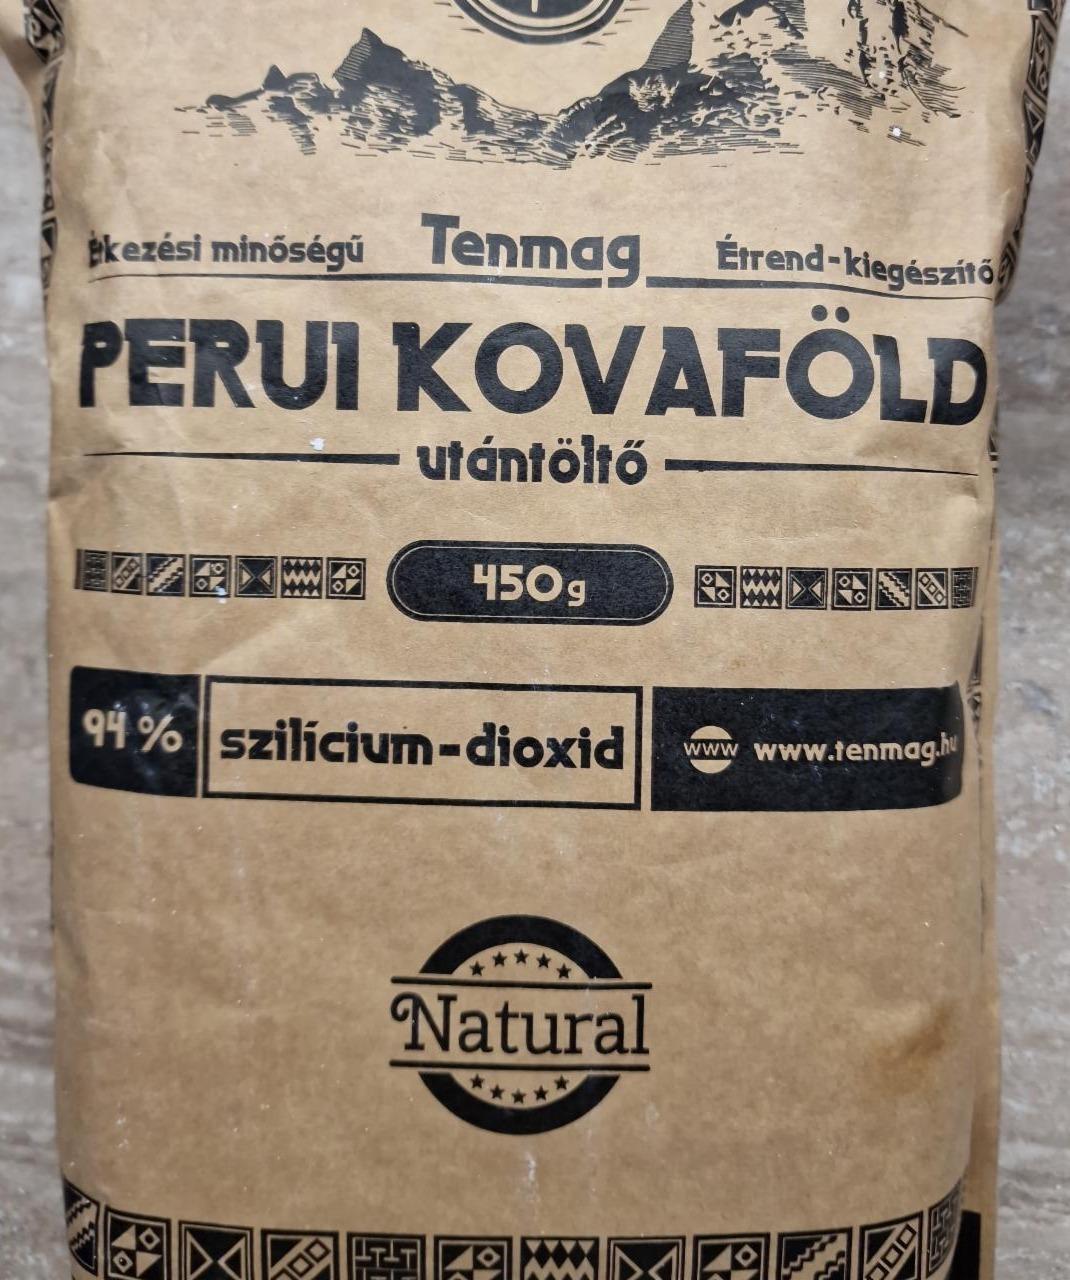 Étkezési minőségű Tenmag Étrend-kiegészítő
PERUI KOVAFÖLD
utántöltő
450g
94% szilícium-dioxid www www.tenmag.hu
Natural